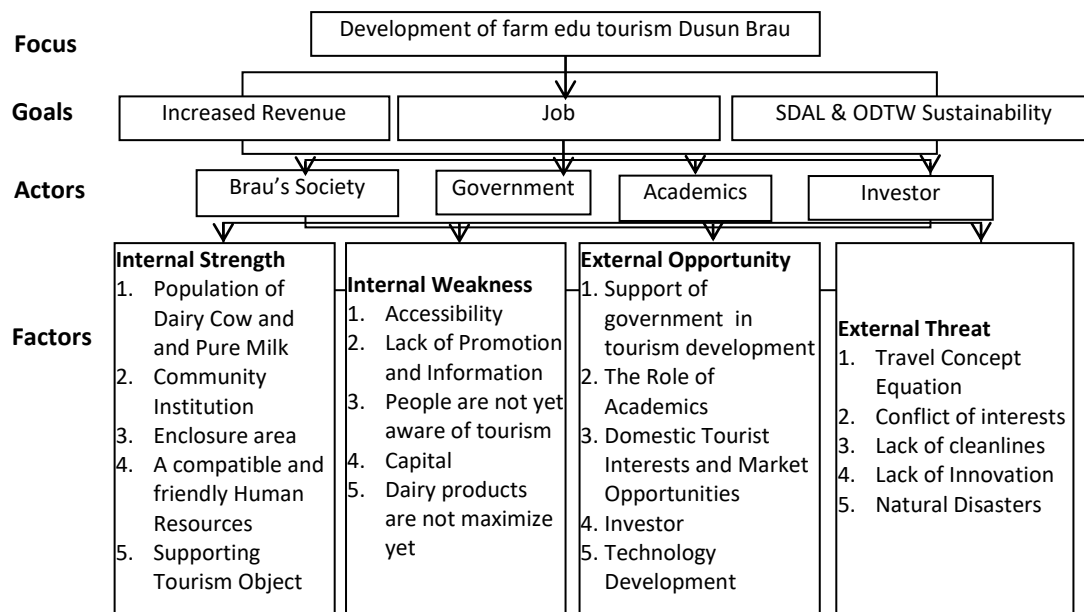 Focus
Development of farm edu tourism Dusun Brau
Goals
Increased Revenue
Job
SDAL & ODTW Sustainability
Actors
Brau's Society
Government
Academics
Investor
Factors
Internal Strength
1. Population of
Dairy Cow and
and Pure Milk
2. Community
Institution
3. Enclosure area
4. A compatible and
friendly Human
Resources
5. Supporting
Tourism Object
Internal Weakness
1. Accessibility
2. Lack of Promotion
and Information
3. People are not yet
aware of tourism
4. Capital
5. Dairy products
are not maximize
yet
External Opportunity
1. Support of
government in
tourism development
2. The Role of
Academics
3. Domestic Tourist
Interests and Market
Opportunities
4. Investor
5. Technology
Development
External Threat
1. Travel Concept
Equation
2. Conflict of interests
3. Lack of cleanlines
4. Lack of Innovation
5. Natural Disasters